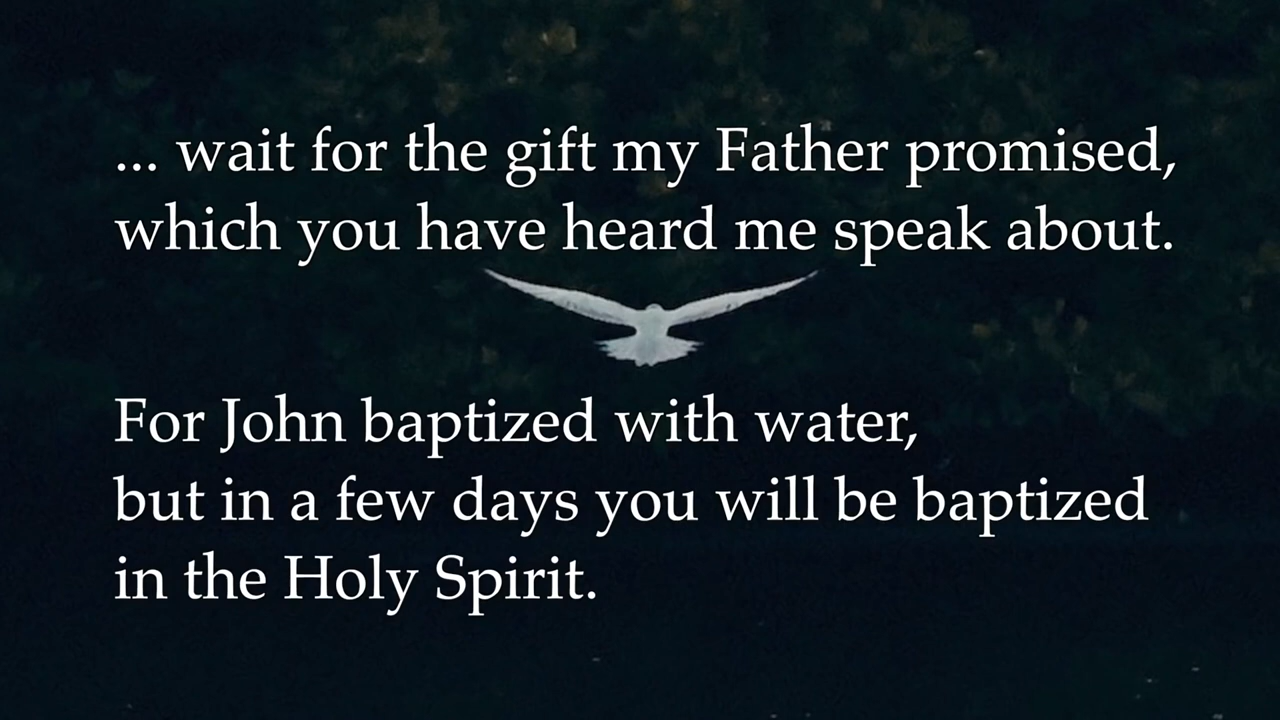 ... wait for the gift my Father promised,
which you have heard me speak about.
For John baptized with water,
but in a few days you will be baptized
in the Holy Spirit.